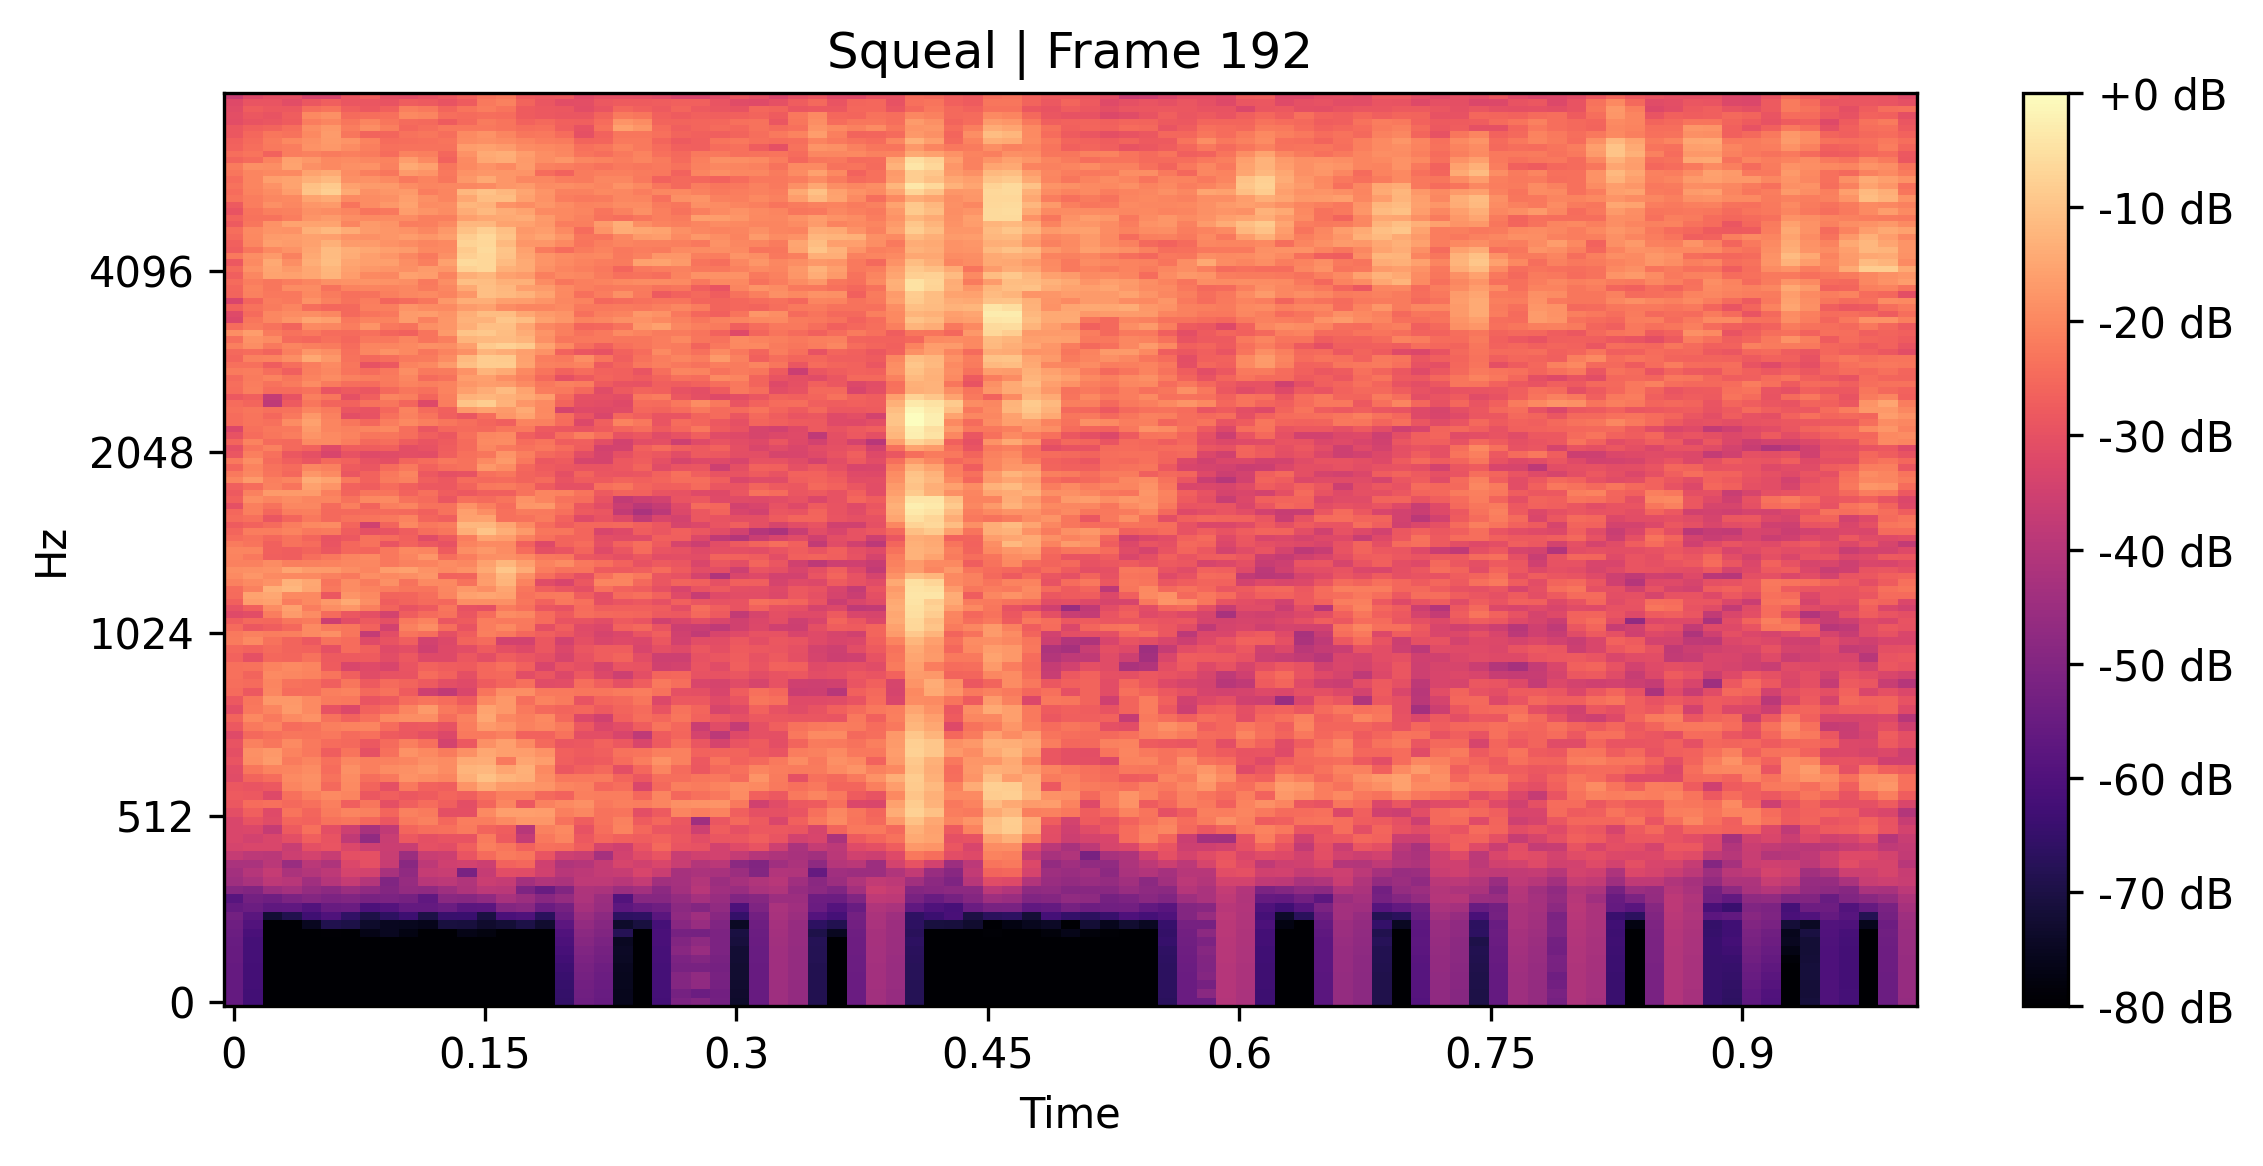 Squeal | Frame 192
+0 dB
-10 dB
-20 dB
-30 dB
-40 dB
-50 dB
-60 dB
-70 dB
-80 dB
4096
2048
1024
512
0
Hz
0 0.15 0.3 0.45 0.6 0.75 0.9
Time